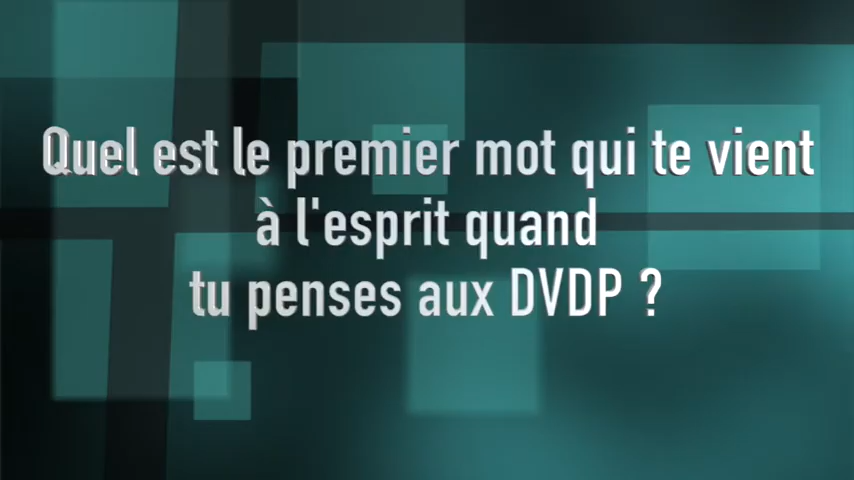 Quel est le premier mot qui te vient
à l'esprit quand
tu penses aux DVDP ?